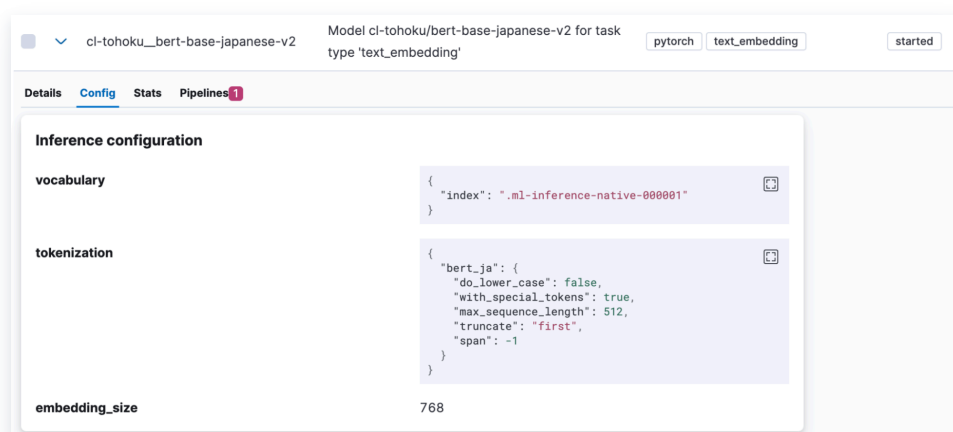 cl-tohoku__bert-base-japanese-v2
Model cl-tohoku/bert-base-japanese-v2 for task
type 'text_embedding'
pytorch
text_embedding
started
Details Config Stats Pipelines 1
Inference configuration
vocabulary
{
"index": ".ml-inference-native-000001"
}
tokenization
{
"bert_ja": {
"do_lower_case": false,
"with_special_tokens": true,
"max_sequence_length": 512,
"truncate": "first",
"span": -1
}
}
embedding_size
768